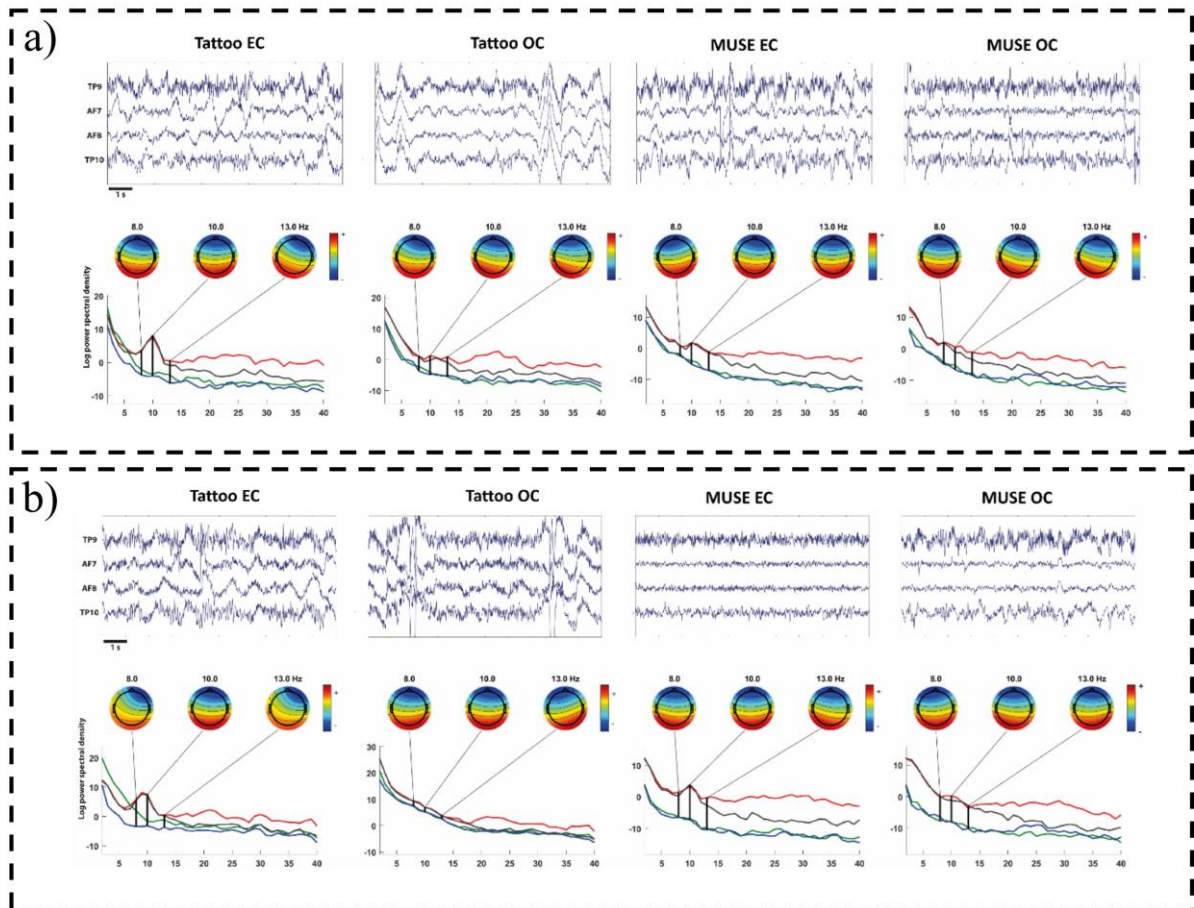 a)
Tattoo EC Tattoo OC MUSE EC MUSE OC
TP9
AF7
AF8
TP10
1 s
8.0 10.0 13.0 Hz + - 8.0 10.0 13.0 Hz + - 8.0 10.0 13.0 Hz + - 8.0 10.0 13.0 Hz + -
Log power spectral density
20 20 10 10
10 10 0 0
0 0 -10 -10
-10 -10
5 10 15 20 25 30 35 40 5 10 15 20 25 30 35 40 5 10 15 20 25 30 35 40 5 10 15 20 25 30 35 40
b)
Tattoo EC Tattoo OC MUSE EC MUSE OC
TP9
AF7
AF8
TP10
1 s
8.0 10.0 13.0 Hz + - 8.0 10.0 13.0 Hz + - 8.0 10.0 13.0 Hz + - 8.0 10.0 13.0 Hz + -
Log power spectral density
20 30 10 10
10 20 0 0
0 10 -10 -10
-10 0
-10
5 10 15 20 25 30 35 40 5 10 15 20 25 30 35 40 5 10 15 20 25 30 35 40 5 10 15 20 25 30 35 40